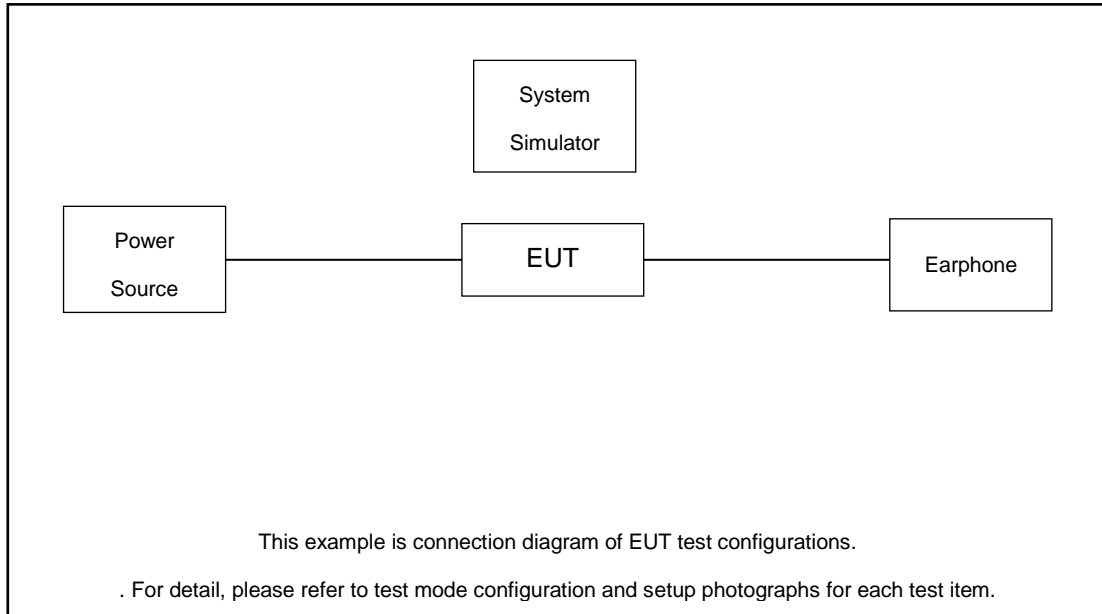 System
Simulator
Power
Source
EUT
Earphone
This example is connection diagram of EUT test configurations.
. For detail, please refer to test mode configuration and setup photographs for each test item.